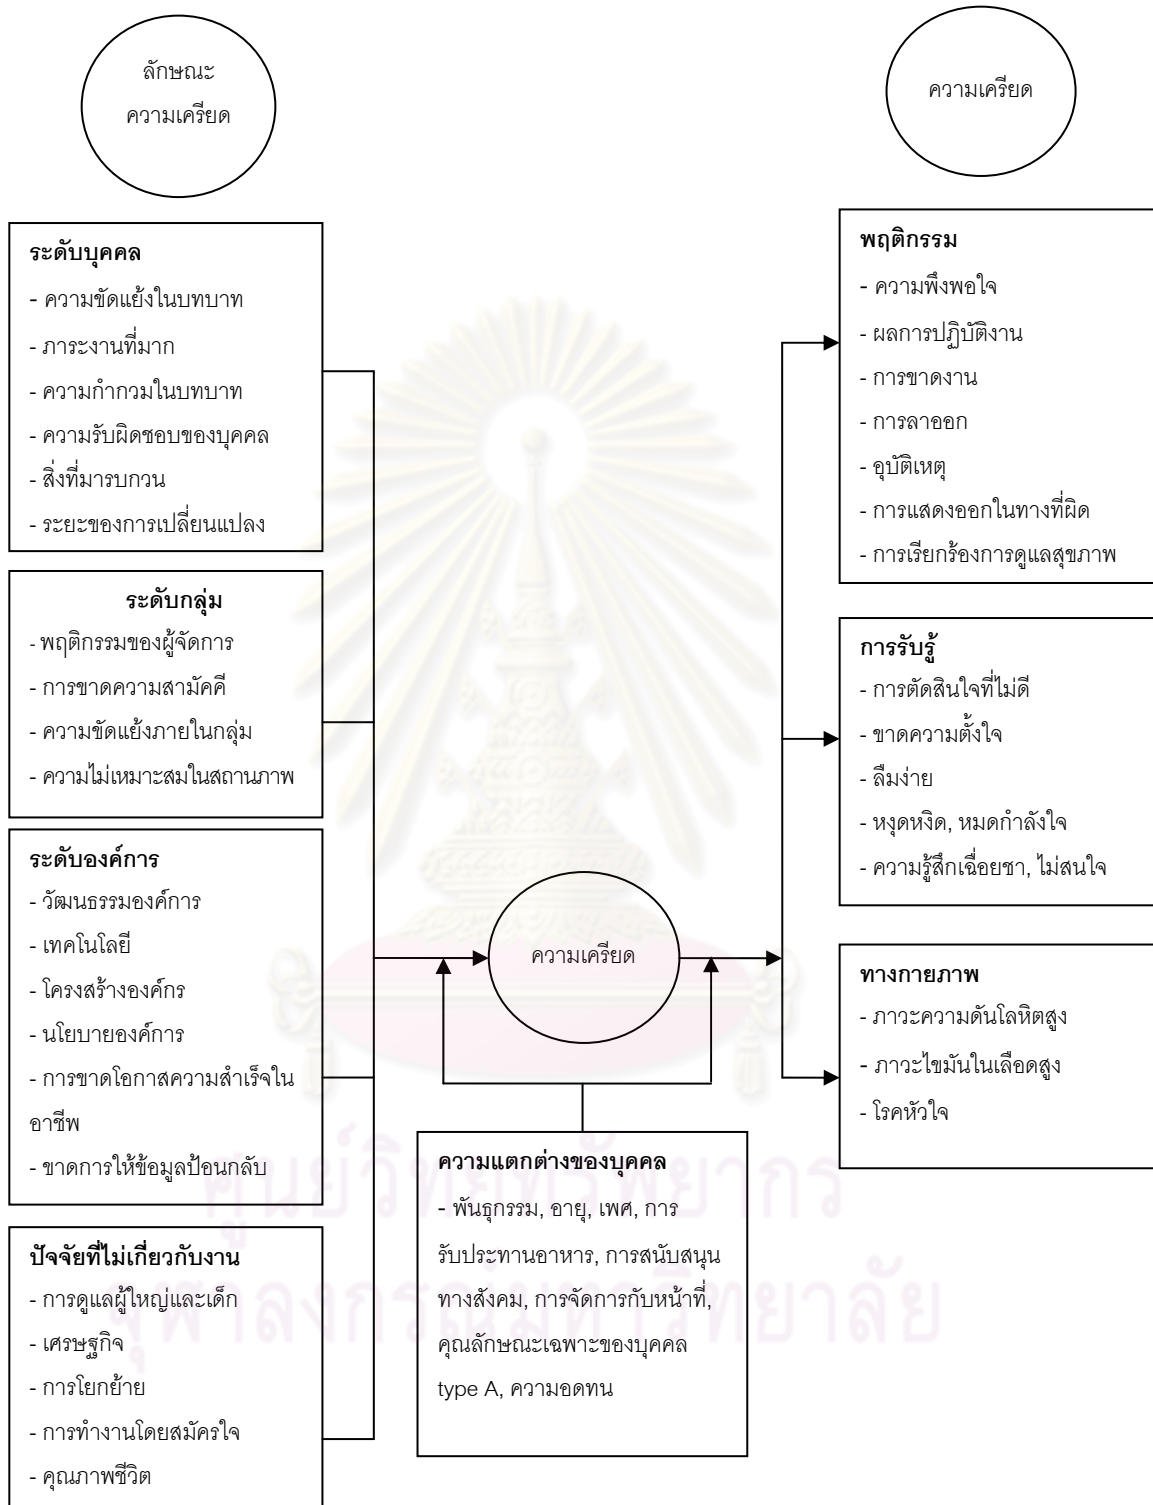 ลักษณะ
ความเครียด
ความเครียด
ระดับบุคคล
- ความขัดแย้งในบทบาท
- ภาระงานที่มาก
- ความกำกวมในบทบาท
- ความรับผิดชอบของบุคคล
- สิ่งที่มารบกวน
- ระยะของการเปลี่ยนแปลง
ระดับกลุ่ม
- พฤติกรรมของผู้จัดการ
- การขาดความสามัคคี
- ความขัดแย้งภายในกลุ่ม
- ความไม่เหมาะสมในสถานภาพ
ระดับองค์การ
- วัฒนธรรมองค์การ
- เทคโนโลยี
- โครงสร้างองค์กร
- นโยบายองค์การ
- การขาดโอกาสความสำเร็จใน
อาชีพ
- ขาดการให้ข้อมูลป้อนกลับ
ปัจจัยที่ไม่เกี่ยวกับงาน
- การดูแลผู้ใหญ่และเด็ก
- เศรษฐกิจ
- การโยกย้าย
- การทำงานโดยสมัครใจ
- คุณภาพชีวิต
ความเครียด
ความแตกต่างของบุคคล
- พันธุกรรม, อายุ, เพศ, การ
รับประทานอาหาร, การสนับสนุน
ทางสังคม, การจัดการกับหน้าที่,
คุณลักษณะเฉพาะของบุคคล
type A, ความอดทน
พฤติกรรม
- ความพึงพอใจ
- ผลการปฏิบัติงาน
- การขาดงาน
- การลาออก
- อุบัติเหตุ
- การแสดงออกในทางที่ผิด
- การเรียกร้องการดูแลสุขภาพ
การรับรู้
- การตัดสินใจที่ไม่ดี
- ขาดความตั้งใจ
- ลืมง่าย
- หงุดหงิด, หมดกำลังใจ
- ความรู้สึกเฉื่อยชา, ไม่สนใจ
ทางกายภาพ
- ภาวะความดันโลหิตสูง
- ภาวะไขมันในเลือดสูง
- โรคหัวใจ
ศูนย์วิทยทรัพยากร
จุฬาลงกรณ์มหาวิทยาลัย